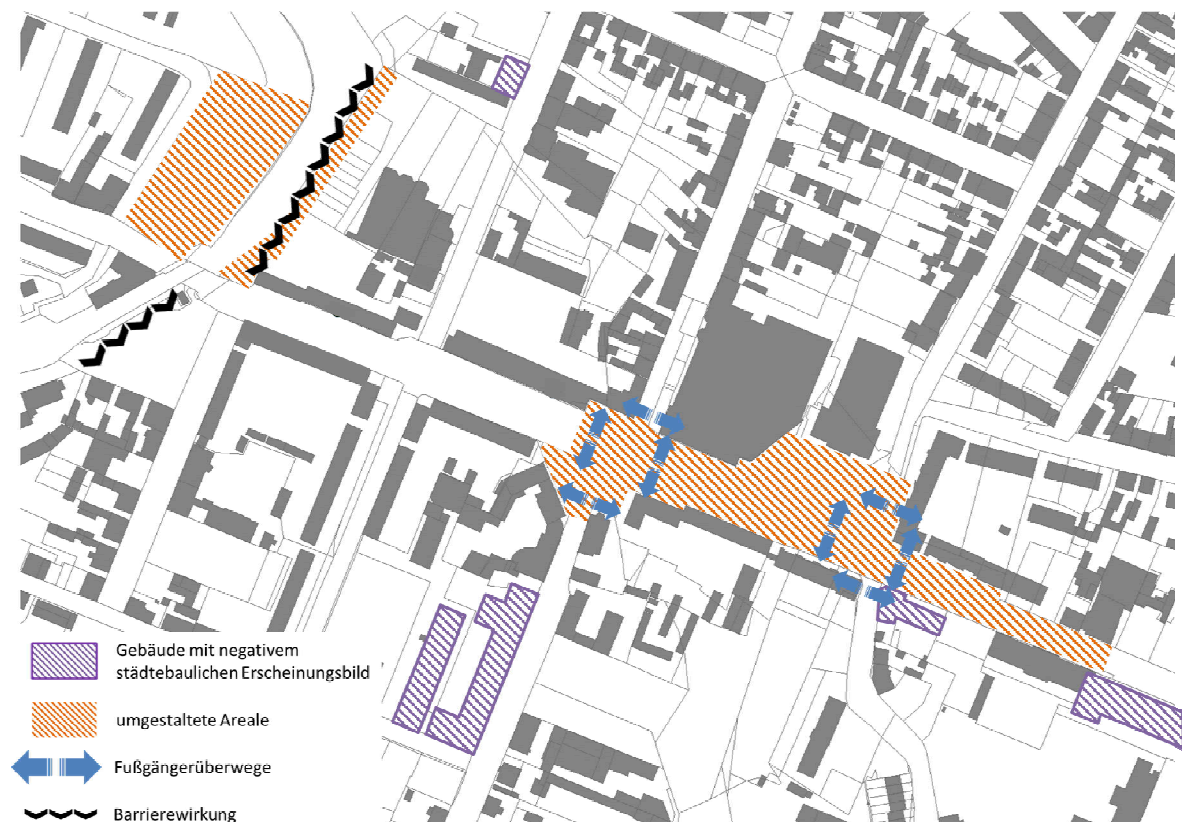 Gebäude mit negativem
städtebaulichen Erscheinungsbild
umgestaltete Areale
Fußgängerüberwege
Barrierewirkung